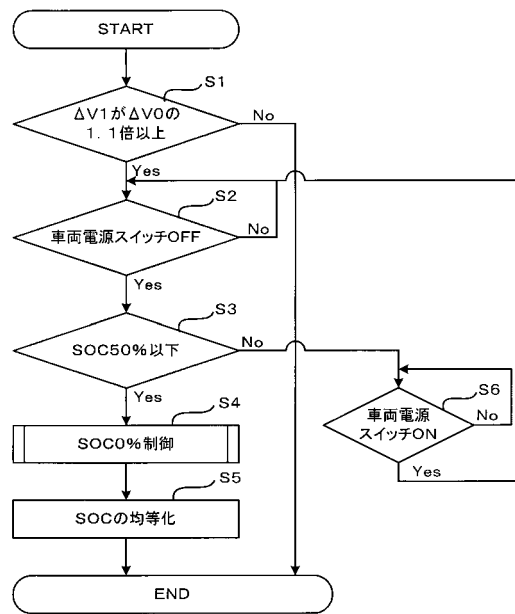 START
S1
ΔV1がΔV0の
1.1倍以上
No
Yes
S2
車両電源スイッチOFF
No
Yes
S3
SOC50%以下
No
Yes
S4
SOC0%制御
S6
車両電源
スイッチON
No
Yes
S5
SOCの均等化
END